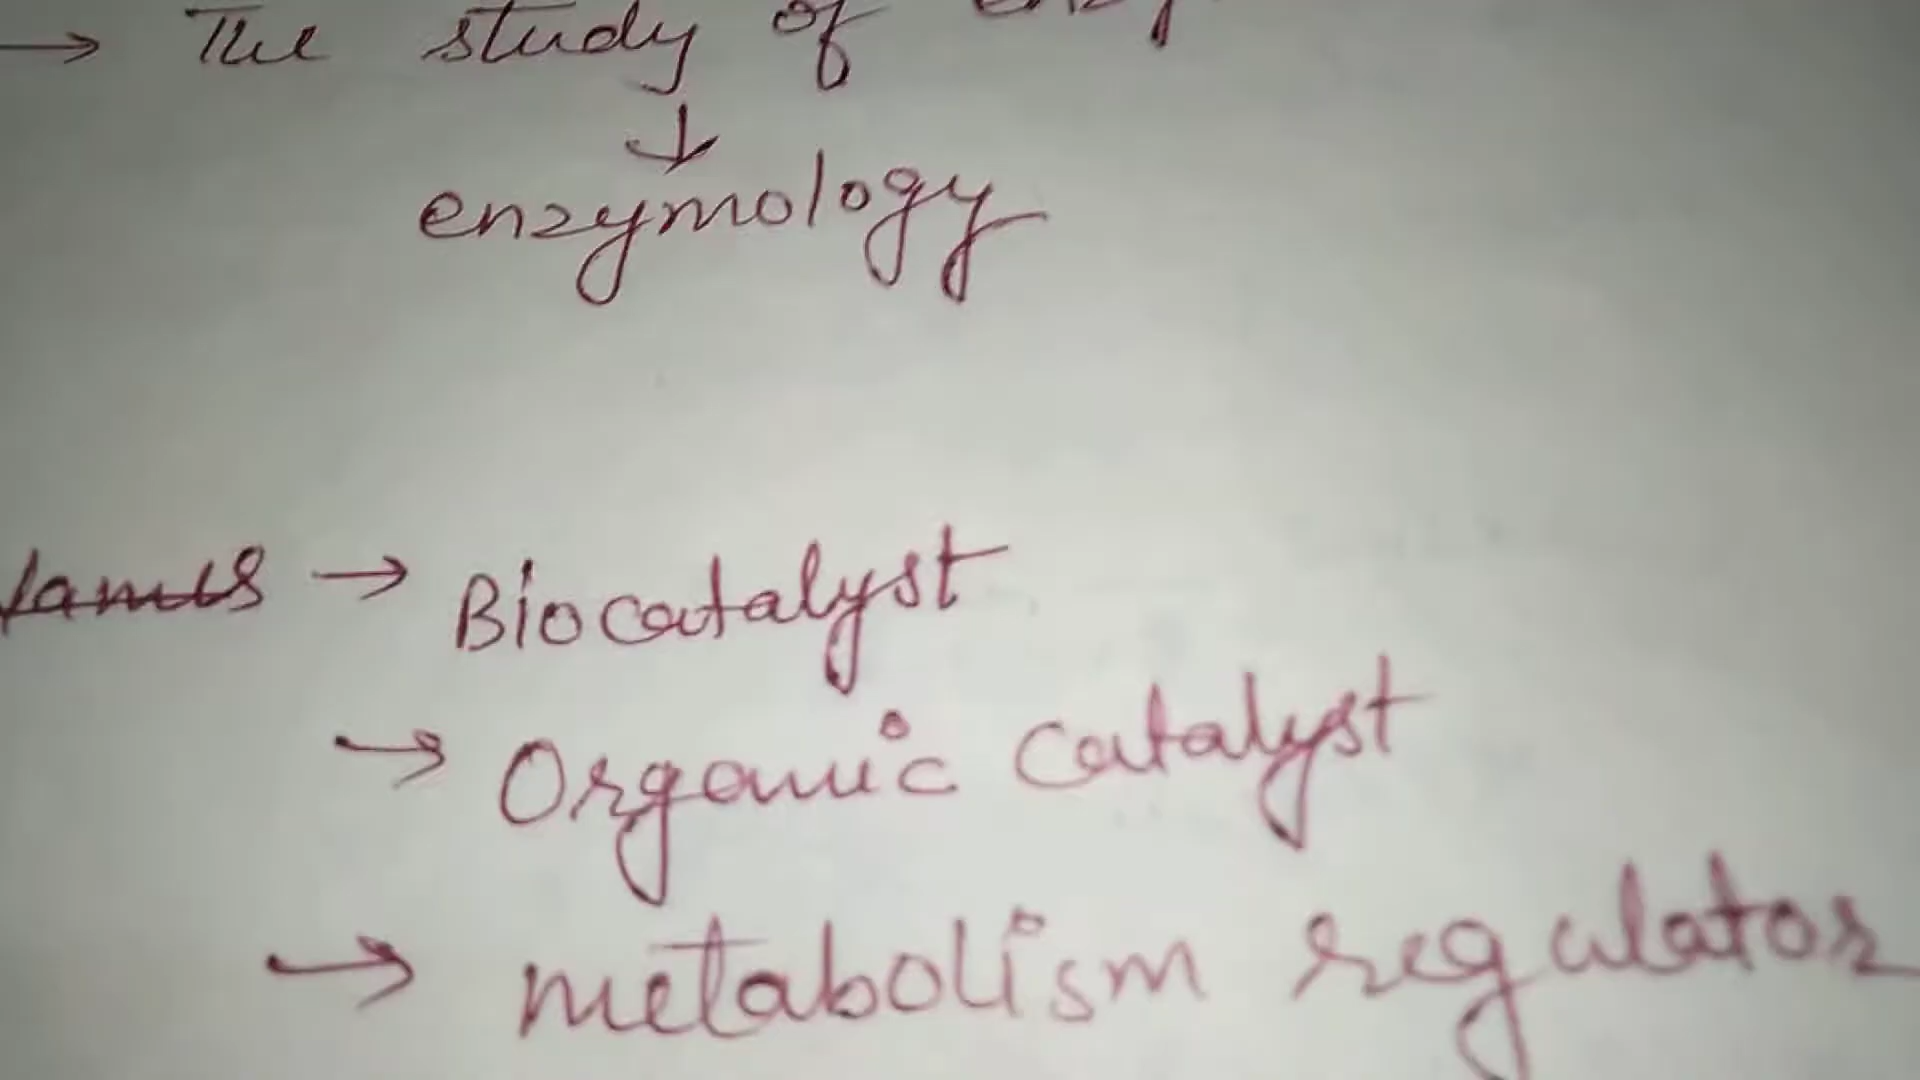 → The study of
↓
enzymology
→ Biocatalyst
→ Organic catalyst
→ metabolism regulator